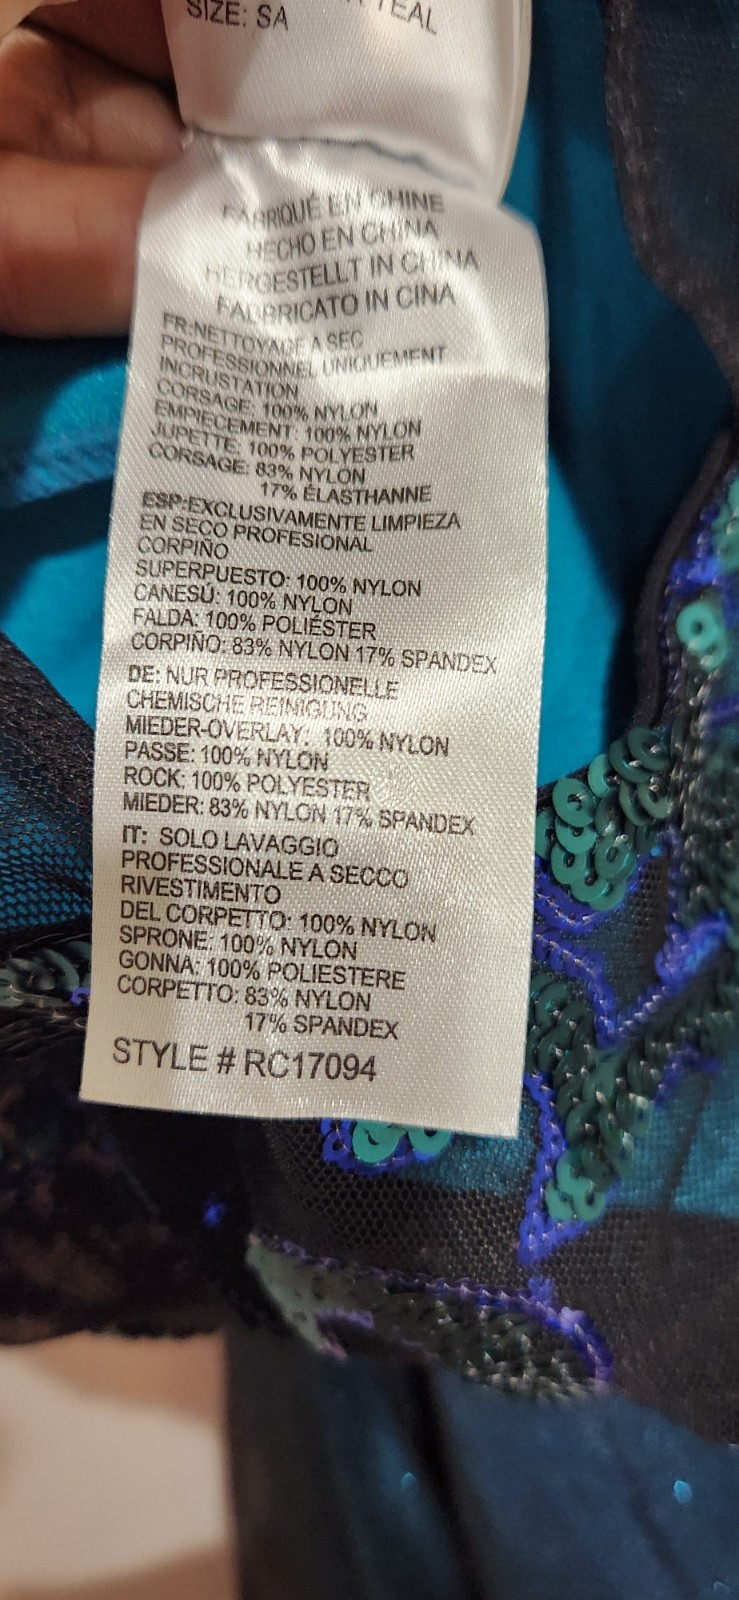 SIZE: SA
TEAL
FABRIQUÉ EN CHINE
HECHO EN CHINA
HERGESTELLT IN CHINA
FABBRICATO IN CINA
FR:NETTOYAGE A SEC
PROFESSIONNEL UNIQUEMENT
INCRUSTATION
CORSAGE: 100% NYLON
EMPIECEMENT: 100% NYLON
JUPETTE: 100% POLYESTER
CORSAGE: 83% NYLON
17% ÉLASTHANNE
ESP:EXCLUSIVAMENTE LIMPIEZA
EN SECO PROFESIONAL
CORPIÑO
SUPERPUESTO: 100% NYLON
CANESÚ: 100% NYLON
FALDA: 100% POLIÉSTER
CORPIÑO: 83% NYLON 17% SPANDEX
DE: NUR PROFESSIONELLE
CHEMISCHE REINIGUNG
MIEDER-OVERLAY: 100% NYLON
PASSE: 100% NYLON
ROCK: 100% POLYESTER
MIEDER: 83% NYLON 17% SPANDEX
IT: SOLO LAVAGGIO
PROFESSIONALE A SECCO
RIVESTIMENTO
DEL CORPETTO: 100% NYLON
SPRONE: 100% NYLON
GONNA: 100% POLIESTERE
CORPETTO: 83% NYLON
17% SPANDEX
STYLE # RC17094